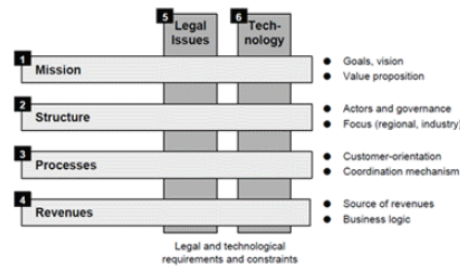 5 Legal Issues
6 Tech-nology
1 Mission
Goals, vision
Value proposition
2 Structure
Actors and governance
Focus (regional, industry)
3 Processes
Customer-orientation
Coordination mechanism
4 Revenues
Source of revenues
Business logic
Legal and technological
requirements and constraints